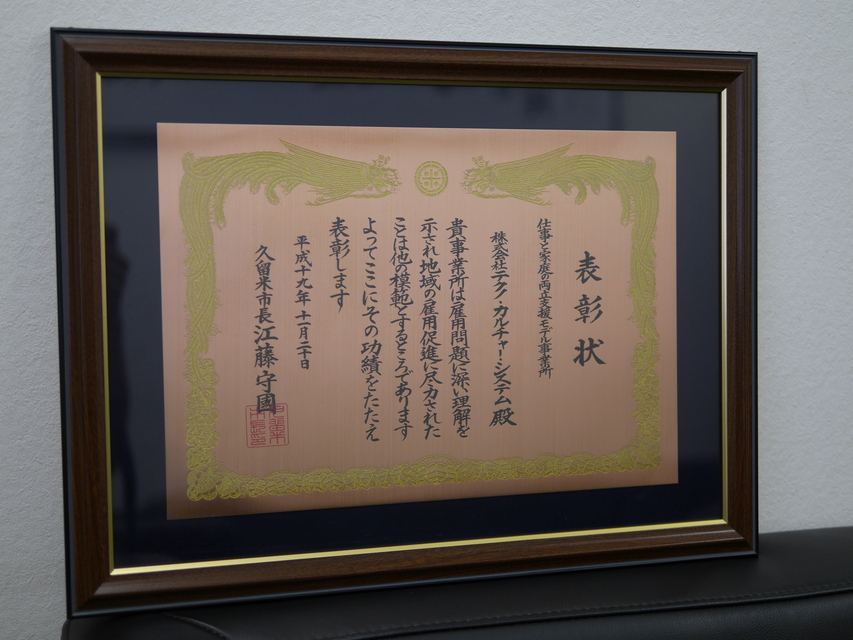 表彰状
仕事と家庭の両立支援モデル事業所
株式会社テクノ・カルチャー・システム殿
貴事業所は雇用問題に深い理解を
示され地域の雇用促進に尽力された
ことは他の模範とするところであります
よってここにその功績をたたえ
表彰します
平成十九年十一月二十日
久留米市長江藤守國